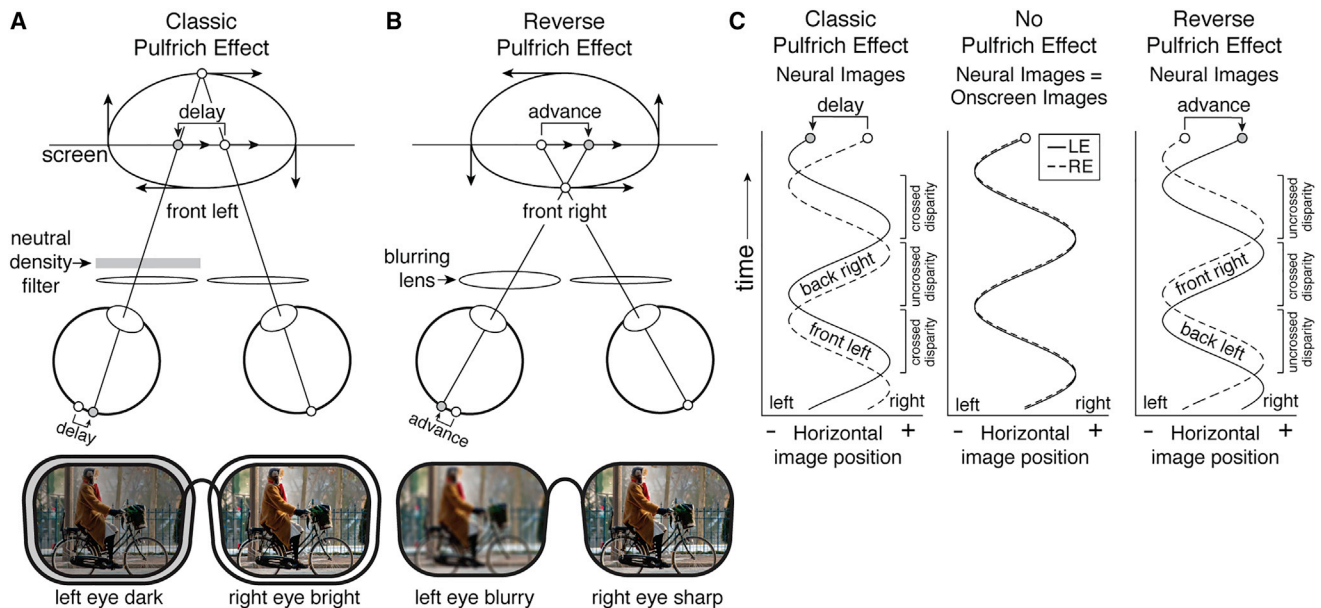 A
Classic
Pulfrich Effect
delay
screen
front left
neutral
density
filter
delay
left eye dark
right eye bright
B
Reverse
Pulfrich Effect
advance
front right
blurring
lens
advance
left eye blurry
right eye sharp
C
Classic
Pulfrich Effect
Neural Images
delay
time
back right
front left
crossed
disparity
uncrossed
disparity
crossed
disparity
left
right
- Horizontal +
image position
No
Pulfrich Effect
Neural Images =
Onscreen Images
LE
RE
left
right
- Horizontal +
image position
Reverse
Pulfrich Effect
Neural Images
advance
front right
back left
uncrossed
disparity
crossed
disparity
uncrossed
disparity
left
right
- Horizontal +
image position